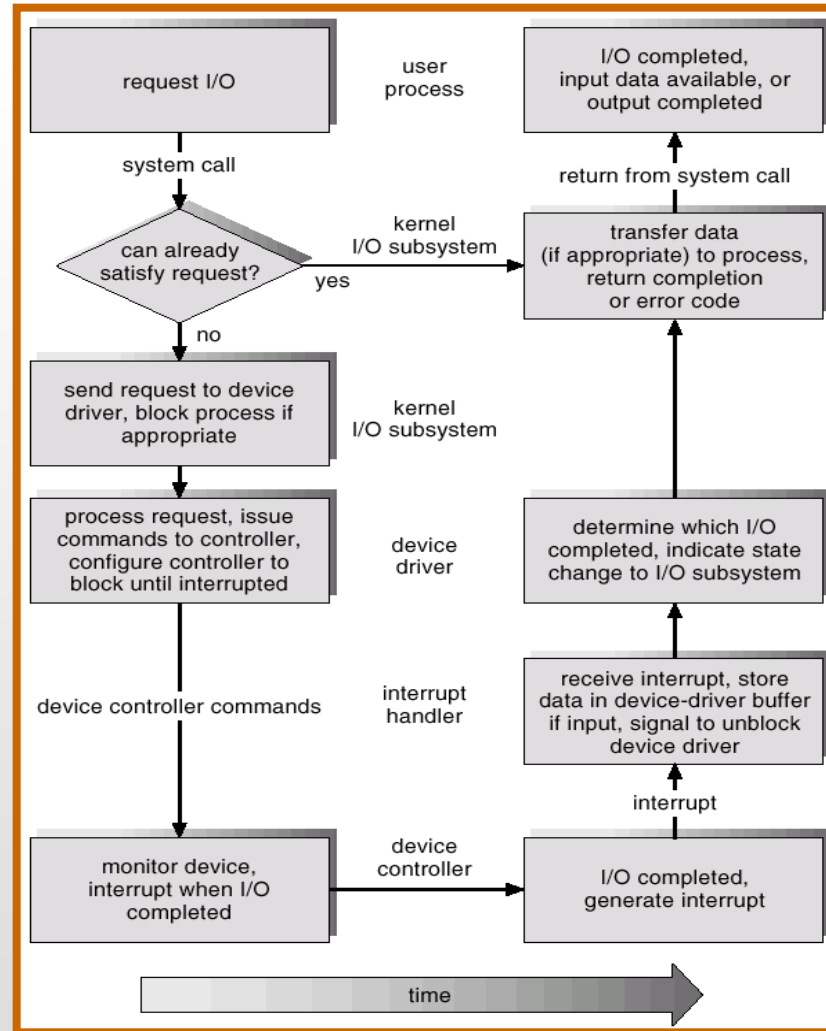 request I/O
user
process
I/O completed,
input data available, or
output completed
system call
return from system call
can already
satisfy request?
kernel
I/O subsystem
yes
transfer data
(if appropriate) to process,
return completion
or error code
no
send request to device
driver, block process if
appropriate
kernel
I/O subsystem
process request, issue
commands to controller,
configure controller to
block until interrupted
device
driver
determine which I/O
completed, indicate state
change to I/O subsystem
device controller commands
interrupt
handler
receive interrupt, store
data in device-driver buffer
if input, signal to unblock
device driver
interrupt
monitor device,
interrupt when I/O
completed
device
controller
I/O completed,
generate interrupt
time